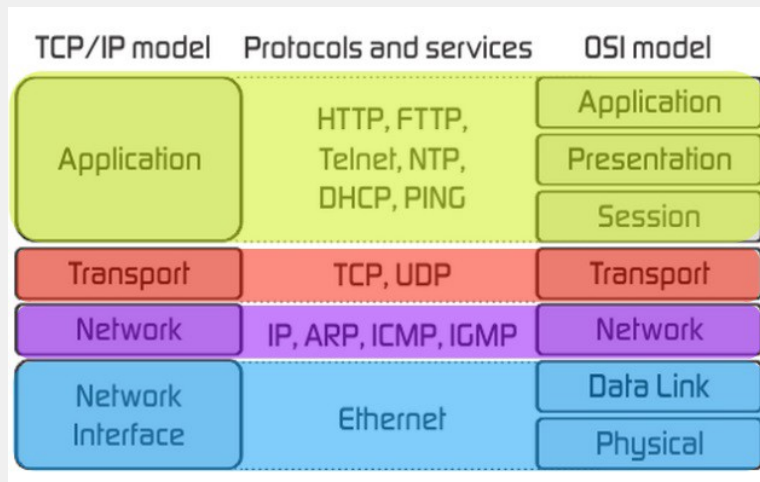 TCP/IP model Protocols and services OSI model
Application
HTTP, FTTP,
Telnet, NTP,
DHCP, PING
Application
Presentation
Session
Transport TCP, UDP Transport
Network IP, ARP, ICMP, IGMP Network
Network
Interface
Ethernet
Data Link
Physical